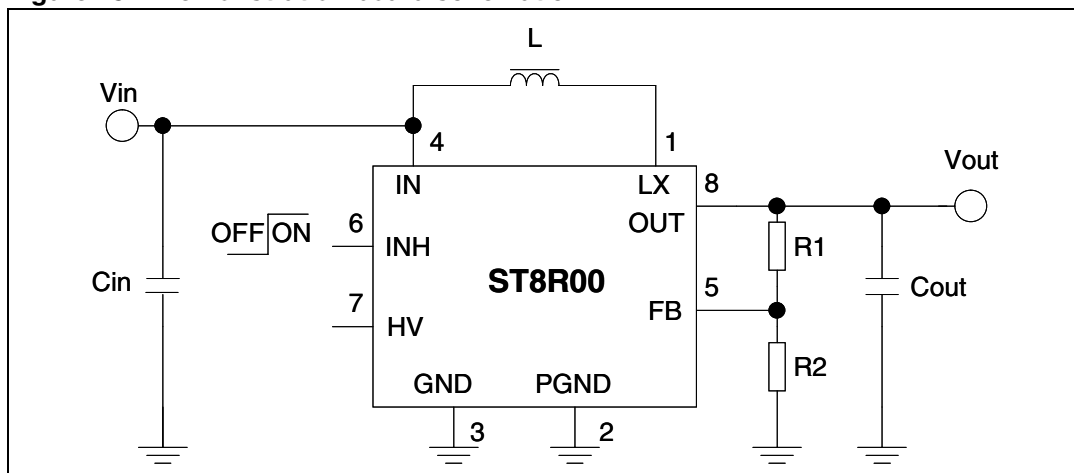 L
Vin
4
1
Vout
IN
LX
8
OUT
6
OFF ON
INH
R1
ST8R00
Cin
5
Cout
7
FB
HV
R2
GND
PGND
3
2